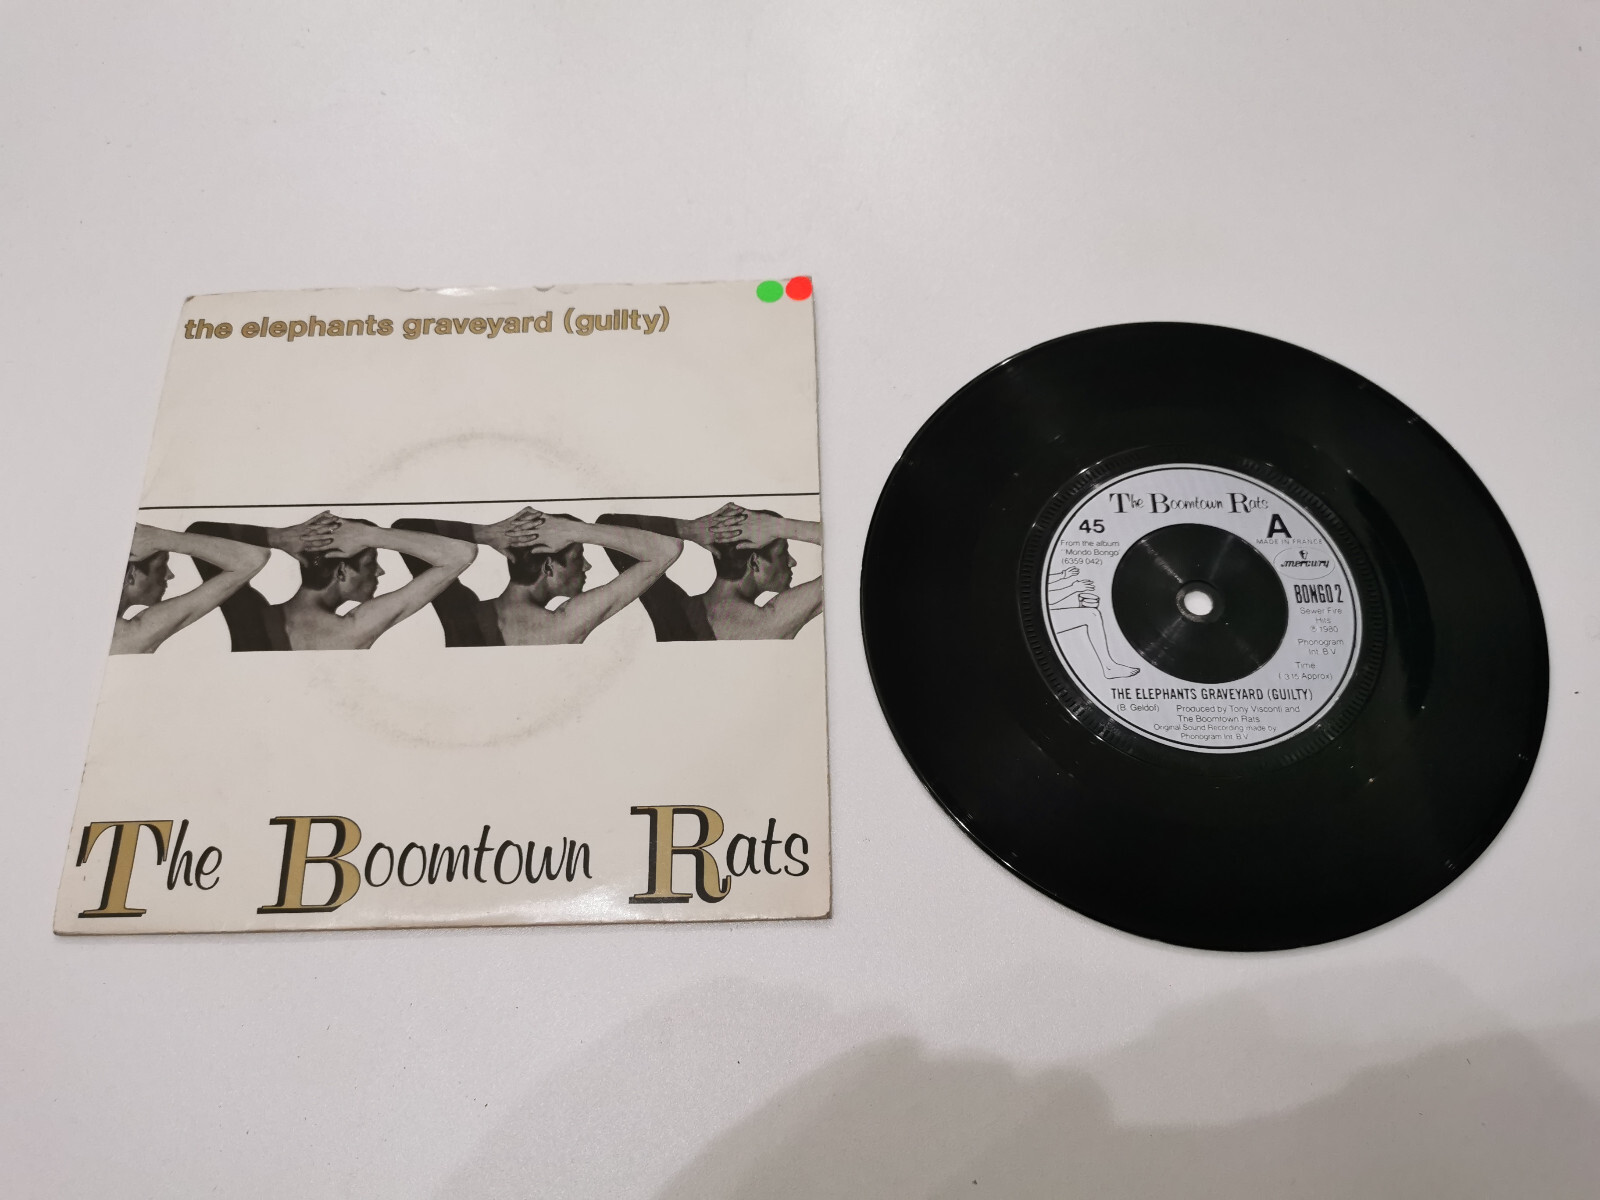 the elephants graveyard (guilty)
The Boomtown Rats
The Boomtown Rats
45
A
MADE IN FRANCE
From the album
"Mondo Bongo"
(6359 042)
mercury
BONGO 2
Sewer Fire
Hits
℗ 1980
Phonogram
Int. B.V.
Time
( 3.15 Approx)
THE ELEPHANTS GRAVEYARD (GUILTY)
(B. Geldof) Produced by Tony Visconti and
The Boomtown Rats.
Original Sound Recording made by
Phonogram Int. B.V.